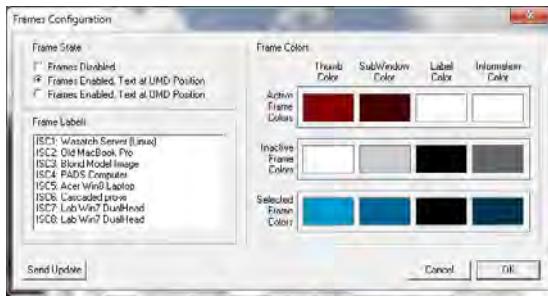 Frames Configuration
Frame State
Frames Disabled
Frames Enabled, Text at UMD Position
Frames Enabled, Text at UMD Position
Frame Labels
ISC1: Wasatch Server (Linux)
ISC2: Old MacBook Pro
ISC3: Blond Model Image
ISC4: PADS Computer
ISC5: Acer Win8 Laptop
ISC6: Cascaded proxi
ISC7: Lab Win7 DualHead
ISC8: Lab Win7 DualHead
Frame Colors
Thumb Color
SubWindow Color
Label Color
Information Color
Active Frame Colors
Inactive Frame Colors
Selected Frame Colors
Send Update
Cancel
OK